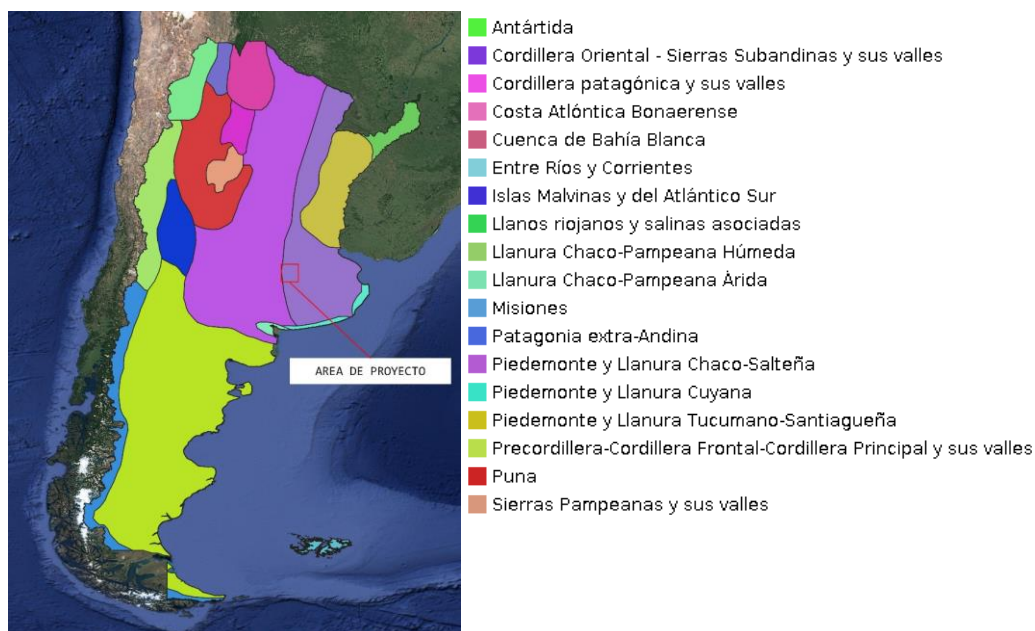 Antártida
Cordillera Oriental - Sierras Subandinas y sus valles
Cordillera patagónica y sus valles
Costa Atlóntica Bonaerense
Cuenca de Bahía Blanca
Entre Ríos y Corrientes
Islas Malvinas y del Atlántico Sur
Llanos riojanos y salinas asociadas
Llanura Chaco-Pampeana Húmeda
Llanura Chaco-Pampeana Árida
Misiones
Patagonia extra-Andina
Piedemonte y Llanura Chaco-Salteña
Piedemonte y Llanura Cuyana
Piedemonte y Llanura Tucumano-Santiagueña
Precordillera-Cordillera Frontal-Cordillera Principal y sus valles
Puna
Sierras Pampeanas y sus valles
AREA DE PROYECTO